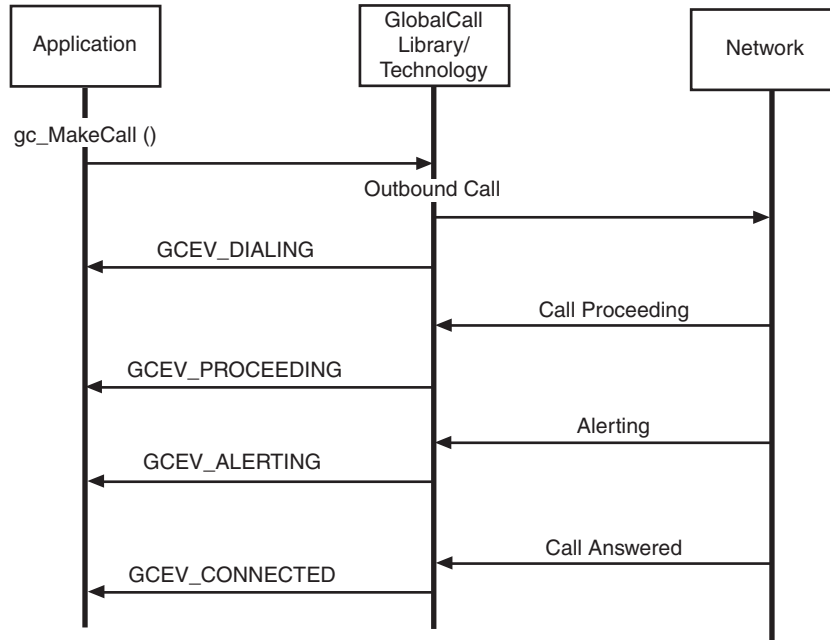 Application
GlobalCall
Library/
Technology
Network
gc_MakeCall ()
Outbound Call
GCEV_DIALING
Call Proceeding
GCEV_PROCEEDING
Alerting
GCEV_ALERTING
Call Answered
GCEV_CONNECTED